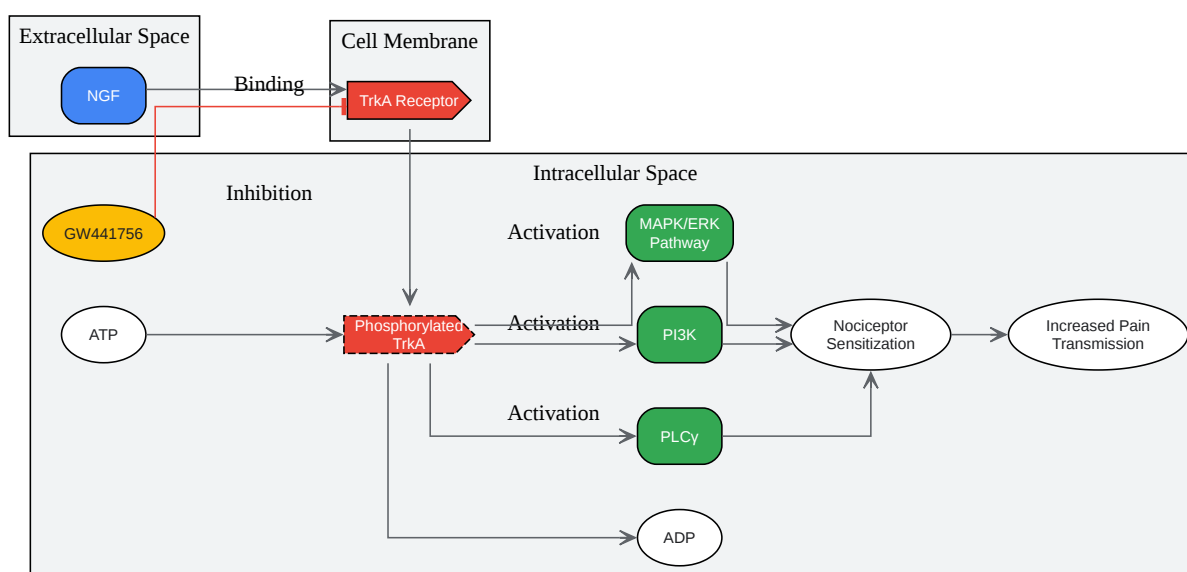 Extracellular Space
Cell Membrane
NGF
Binding
TrkA Receptor
Intracellular Space
Inhibition
GW441756
Activation
MAPK/ERK
Pathway
ATP
Phosphorylated
TrkA
Activation
PI3K
Nociceptor
Sensitization
Increased Pain
Transmission
Activation
PLCγ
ADP